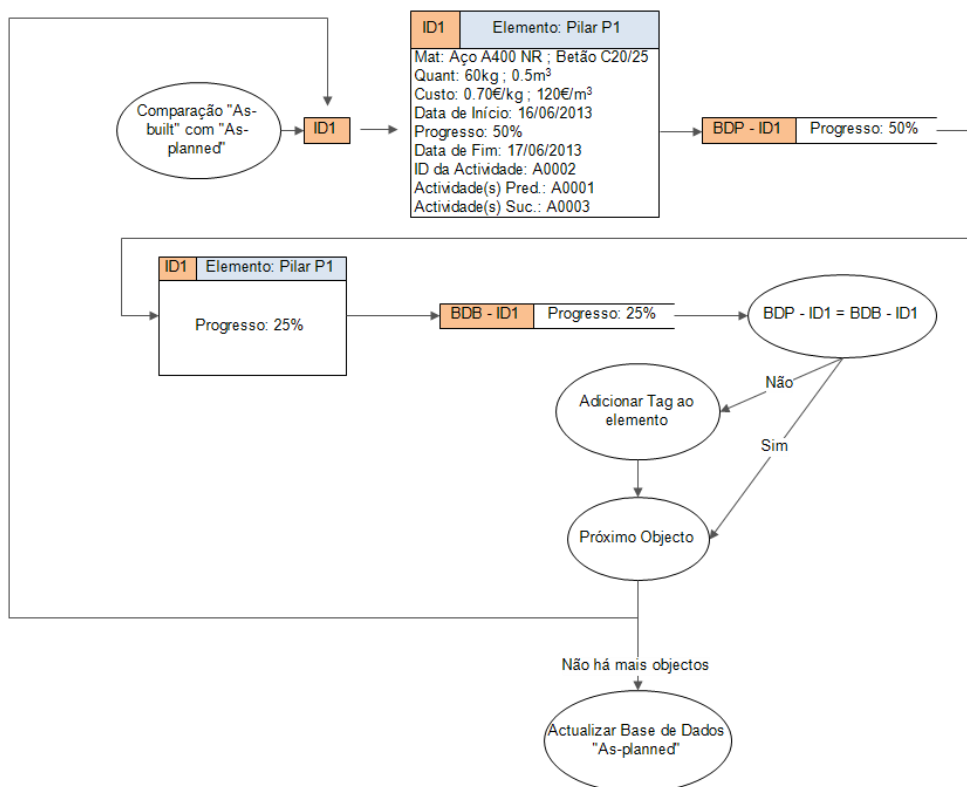 ID1
Elemento: Pilar P1
Mat: Aço A400 NR ; Betão C20/25
Quant: 60kg ; 0.5m³
Custo: 0.70€/kg ; 120€/m³
Data de Início: 16/06/2013
Progresso: 50%
Data de Fim: 17/06/2013
ID da Actividade: A0002
Actividade(s) Pred.: A0001
Actividade(s) Suc.: A0003
Comparação "As-
built" com "As-
planned"
ID1
BDP - ID1
Progresso: 50%
ID1
Elemento: Pilar P1
Progresso: 25%
BDB - ID1
Progresso: 25%
BDP - ID1 = BDB - ID1
Não
Adicionar Tag ao
elemento
Sim
Próximo Objecto
Não há mais objectos
Actualizar Base de Dados
"As-planned"